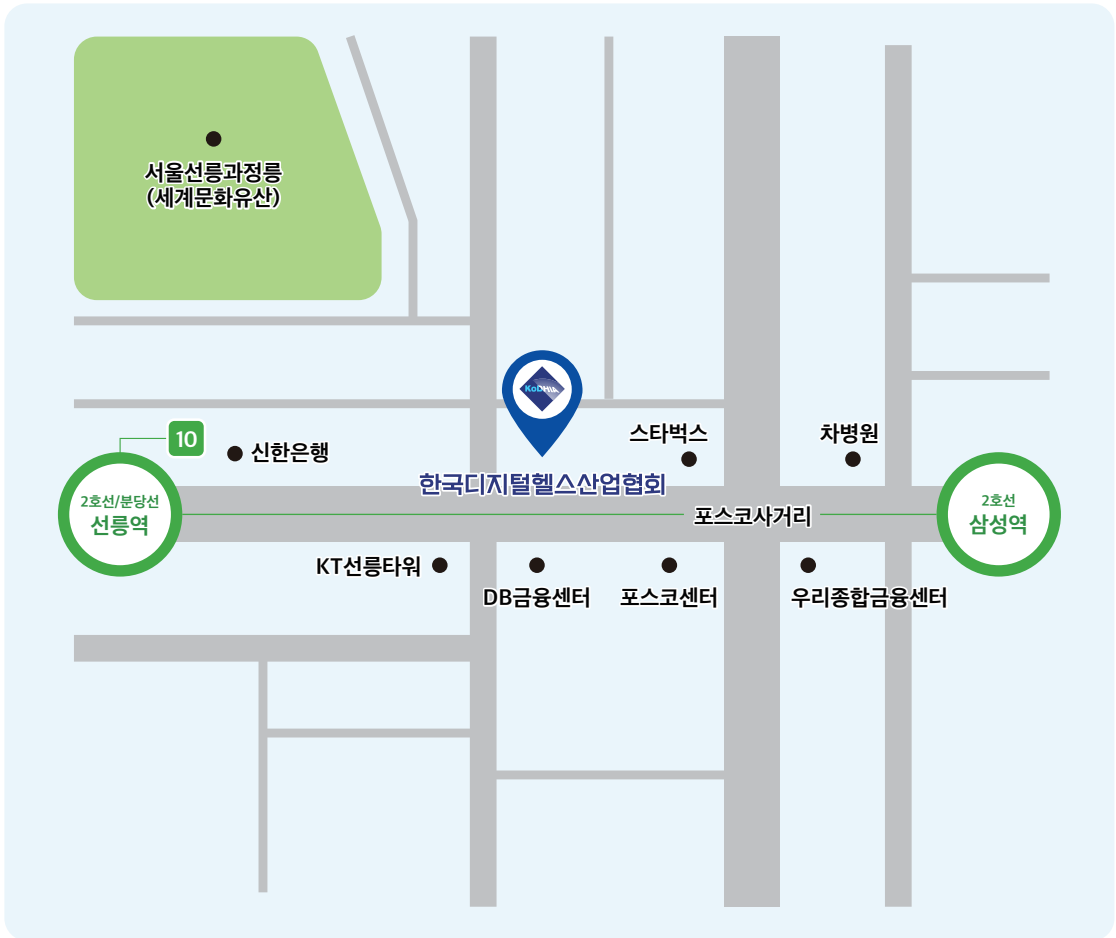 서울선릉과정릉
(세계문화유산)
KoDHIA
스타벅스
차병원
10
신한은행
한국디지털헬스산업협회
2호선/분당선
선릉역
포스코사거리
2호선
삼성역
KT선릉타워
DB금융센터
포스코센터
우리종합금융센터